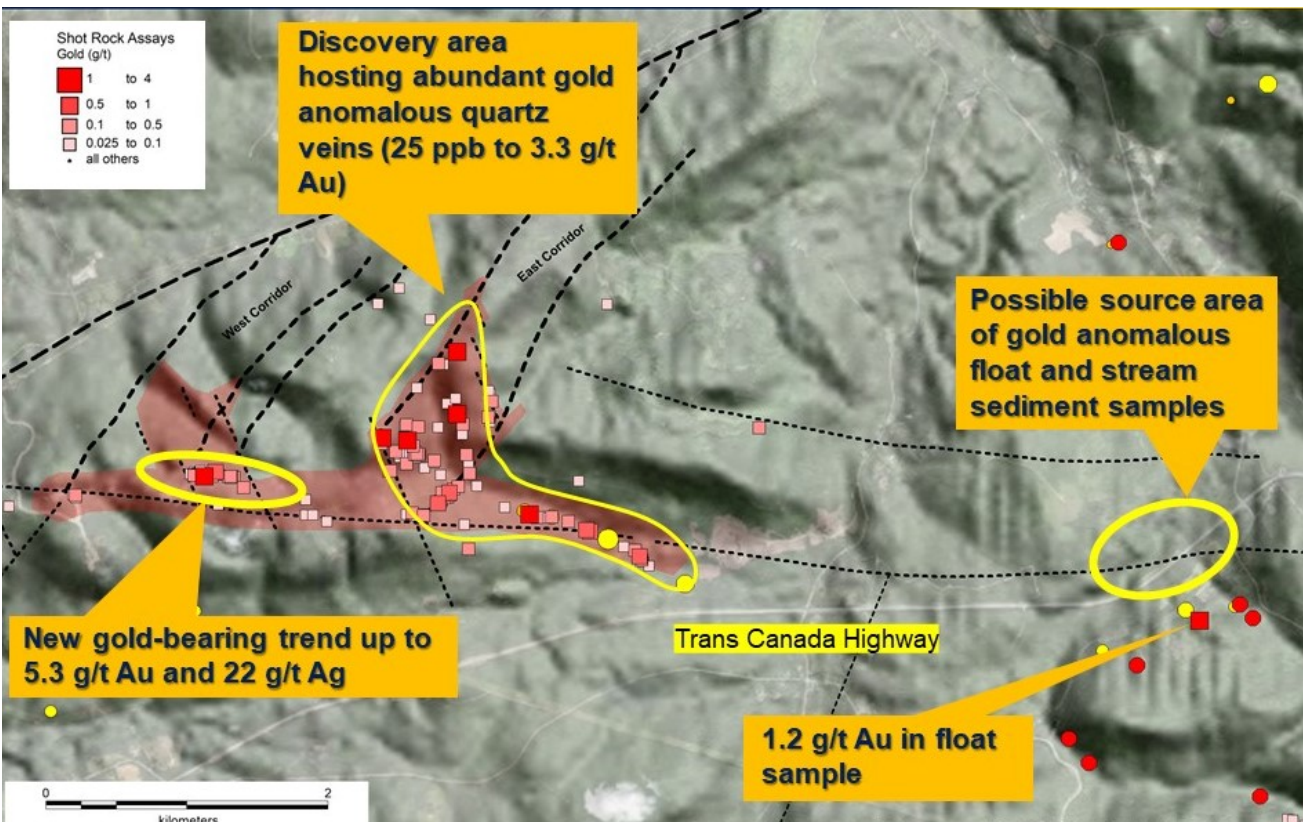 Shot Rock Assays
Gold (g/t)
1 to 4
0.5 to 1
0.1 to 0.5
0.025 to 0.1
all others
Discovery area
hosting abundant gold
anomalous quartz
veins (25 ppb to 3.3 g/t
Au)
West Corridor
East Corridor
Possible source area
of gold anomalous
float and stream
sediment samples
New gold-bearing trend up to
5.3 g/t Au and 22 g/t Ag
Trans Canada Highway
1.2 g/t Au in float
sample
0 2
kilometers